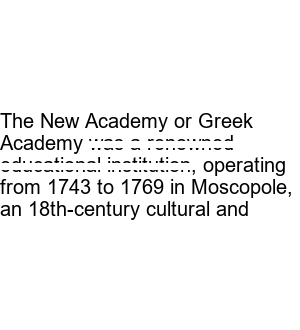 The New Academy or Greek
Academy was a renowned
educational institution, operating
from 1743 to 1769 in Moscopole,
an 18th-century cultural and